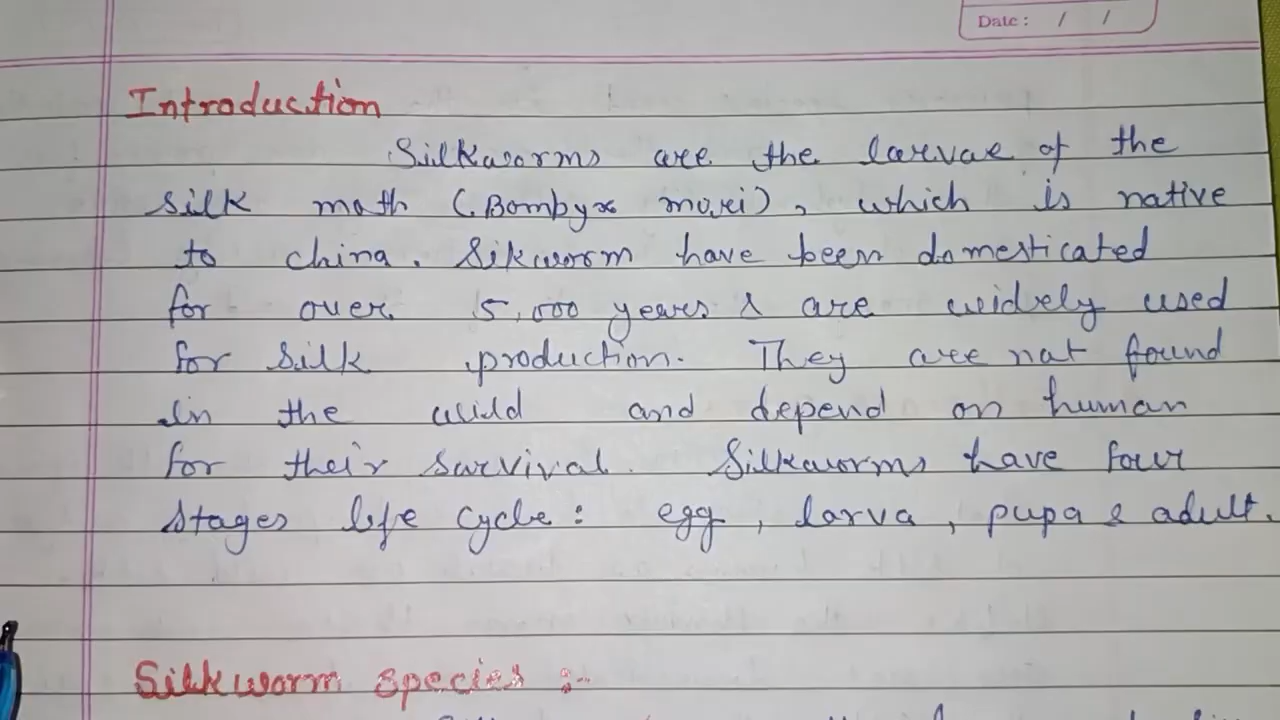 Date: / /
Introduction
Silkworms are the larvae of the
silk moth (Bombyx mori), which is native
to china. Sikworm have been domesticated
for over 5,000 years & are widely used
for silk production. They are not found
in the wild and depend on human
for their survival. Silkworms have four
stages life cycle: egg, larva, pupa & adult.
Silkworm species :-